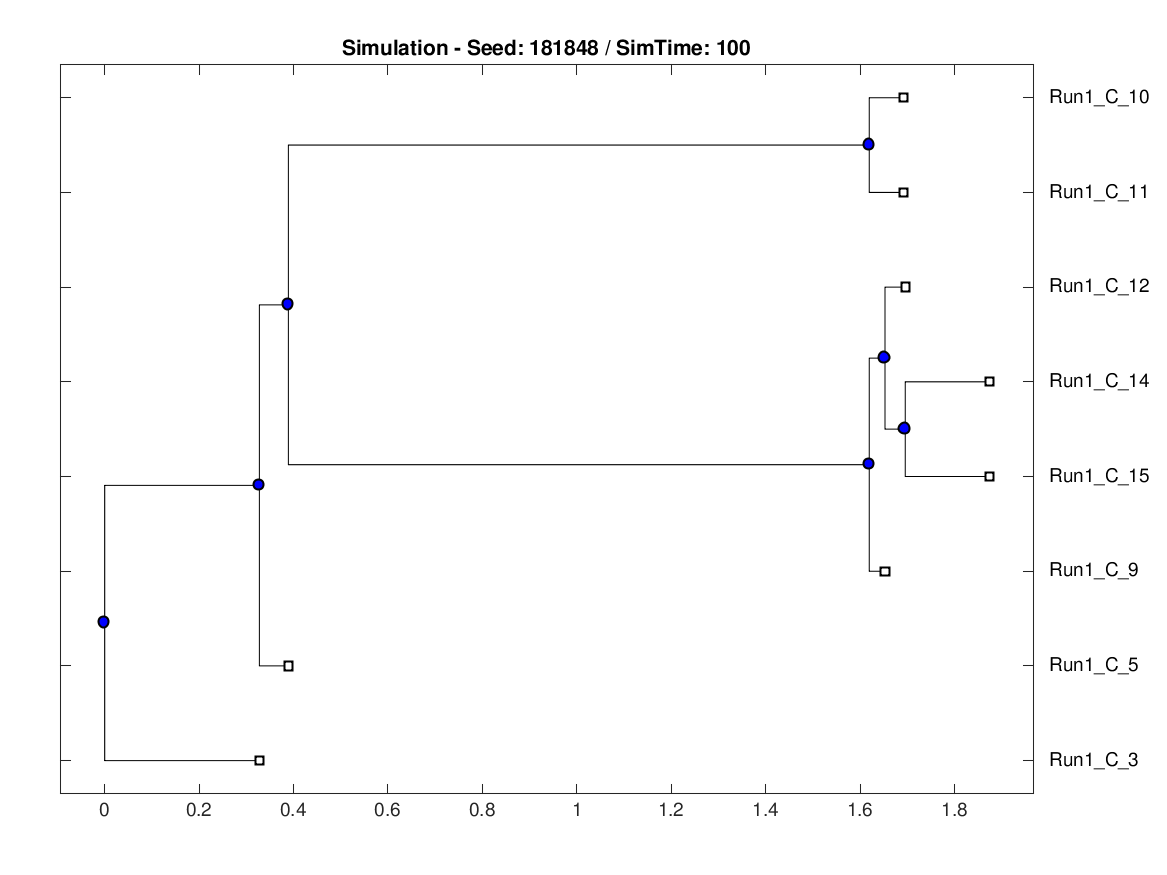 Simulation - Seed: 181848 / SimTime: 100
Run1_C_10
Run1_C_11
Run1_C_12
Run1_C_14
Run1_C_15
Run1_C_9
Run1_C_5
Run1_C_3
0 0.2 0.4 0.6 0.8 1 1.2 1.4 1.6 1.8